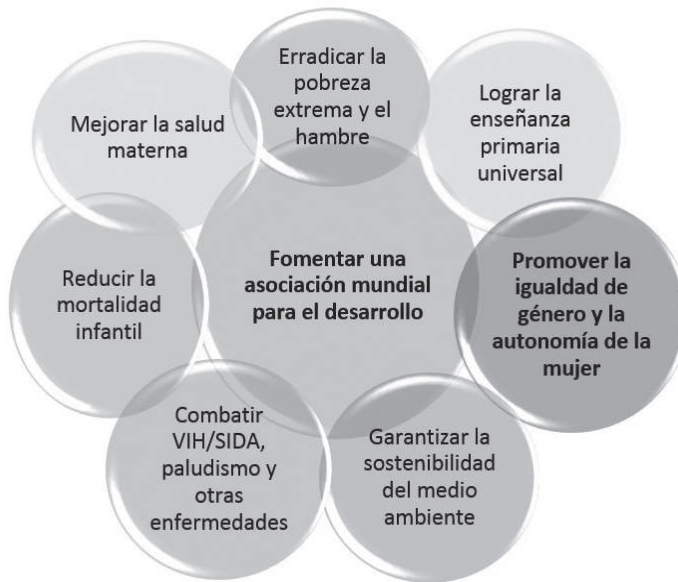 Erradicar la
pobreza
extrema y el
hambre
Lograr la
enseñanza
primaria
universal
Promover la
igualdad de
género y la
autonomía de la
mujer
Garantizar la
sostenibilidad
del medio
ambiente
Combatir
VIH/SIDA,
paludismo y
otras
enfermedades
Reducir la
mortalidad
infantil
Mejorar la salud
materna
Fomentar una
asociación mundial
para el desarrollo